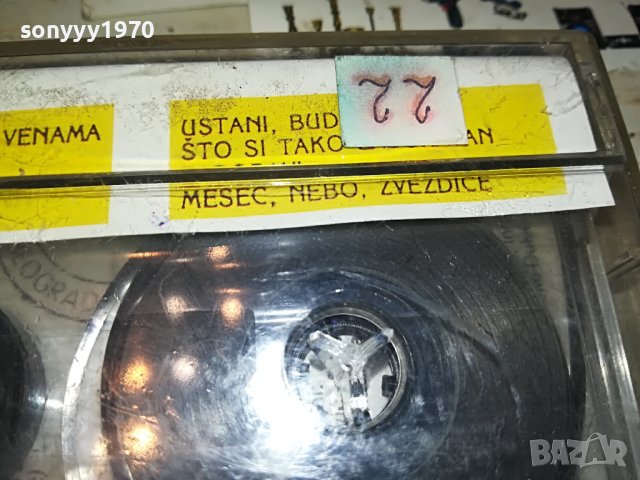 sonyyy1970
22
VENAMA
USTANI, BUD
ŠTO SI TAKO
MESEC, NEBO, ZVEZDICE
BAZAR